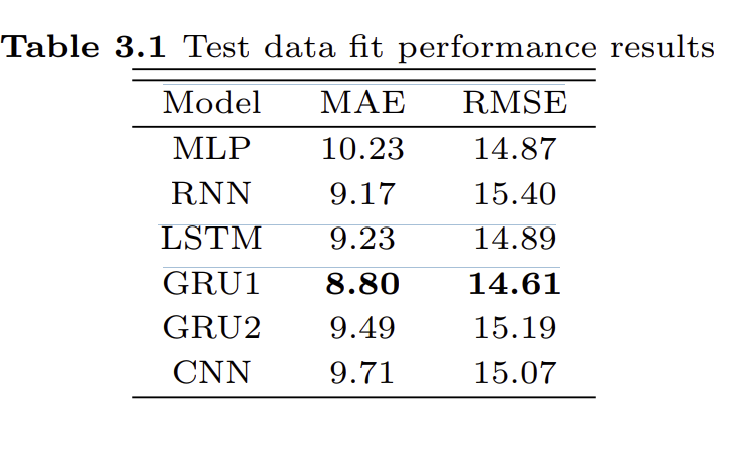 Table 3.1 Test data fit performance results
Model MAE RMSE
MLP 10.23 14.87
RNN 9.17 15.40
LSTM 9.23 14.89
GRU1 8.80 14.61
GRU2 9.49 15.19
CNN 9.71 15.07